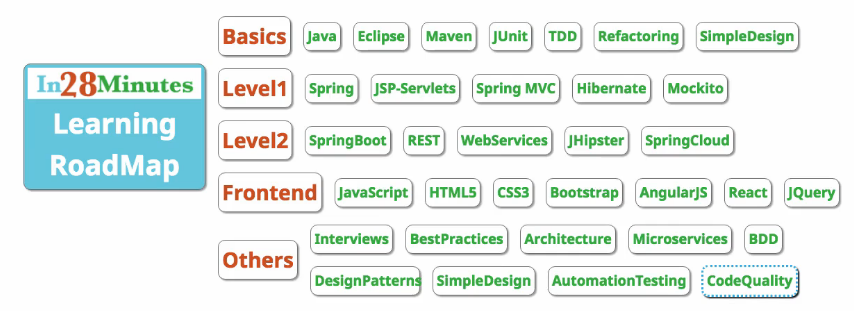 In28Minutes
Learning
RoadMap
Basics Java Eclipse Maven JUnit TDD Refactoring SimpleDesign
Level1 Spring JSP-Servlets Spring MVC Hibernate Mockito
Level2 SpringBoot REST WebServices JHipster SpringCloud
Frontend JavaScript HTML5 CSS3 Bootstrap AngularJS React JQuery
Others
Interviews BestPractices Architecture Microservices BDD
DesignPatterns SimpleDesign AutomationTesting CodeQuality